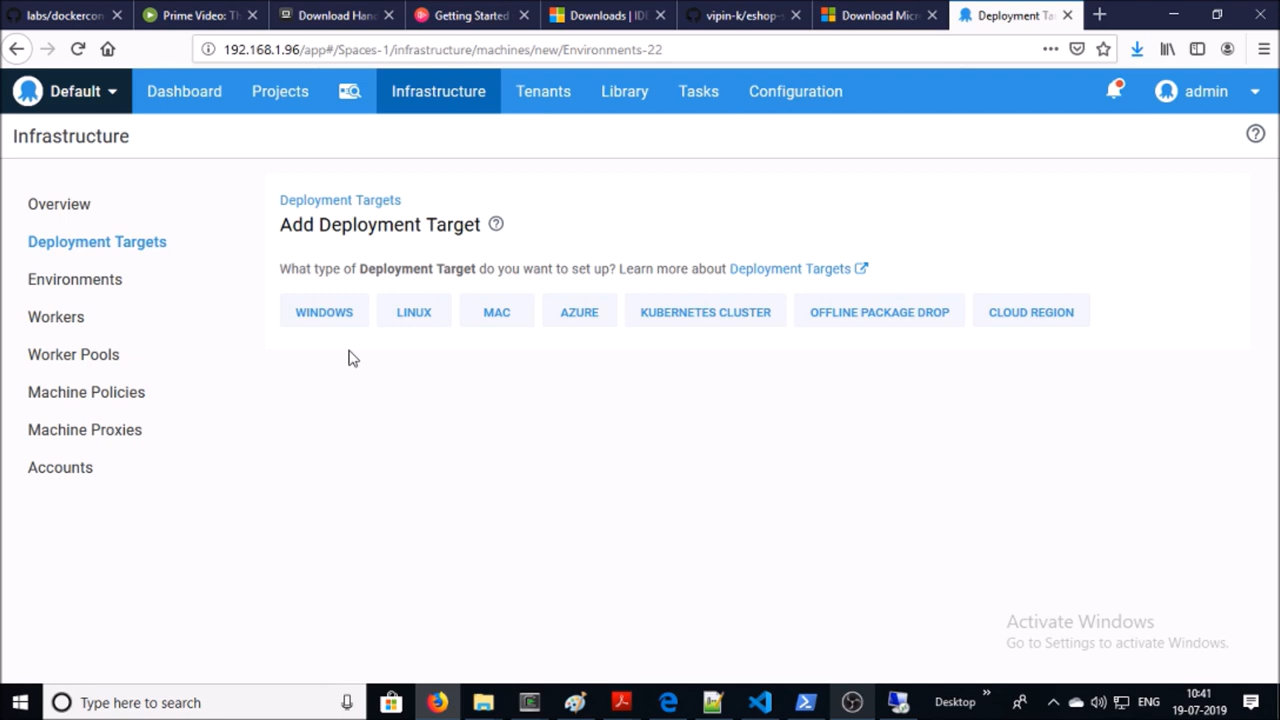 labs/dockercon
Prime Video: Th
Download Hand
Getting Started
Downloads | IDE
vipin-k/eshop-s
Download Micr
Deployment Tar
192.168.1.96/app#/Spaces-1/infrastructure/machines/new/Environments-22
Default
Dashboard
Projects
Infrastructure
Tenants
Library
Tasks
Configuration
admin
Infrastructure
Overview
Deployment Targets
Environments
Workers
Worker Pools
Machine Policies
Machine Proxies
Accounts
Deployment Targets
Add Deployment Target
What type of Deployment Target do you want to set up? Learn more about Deployment Targets
WINDOWS
LINUX
MAC
AZURE
KUBERNETES CLUSTER
OFFLINE PACKAGE DROP
CLOUD REGION
Activate Windows
Go to Settings to activate Windows.
Type here to search
Desktop
ENG
10:41
19-07-2019